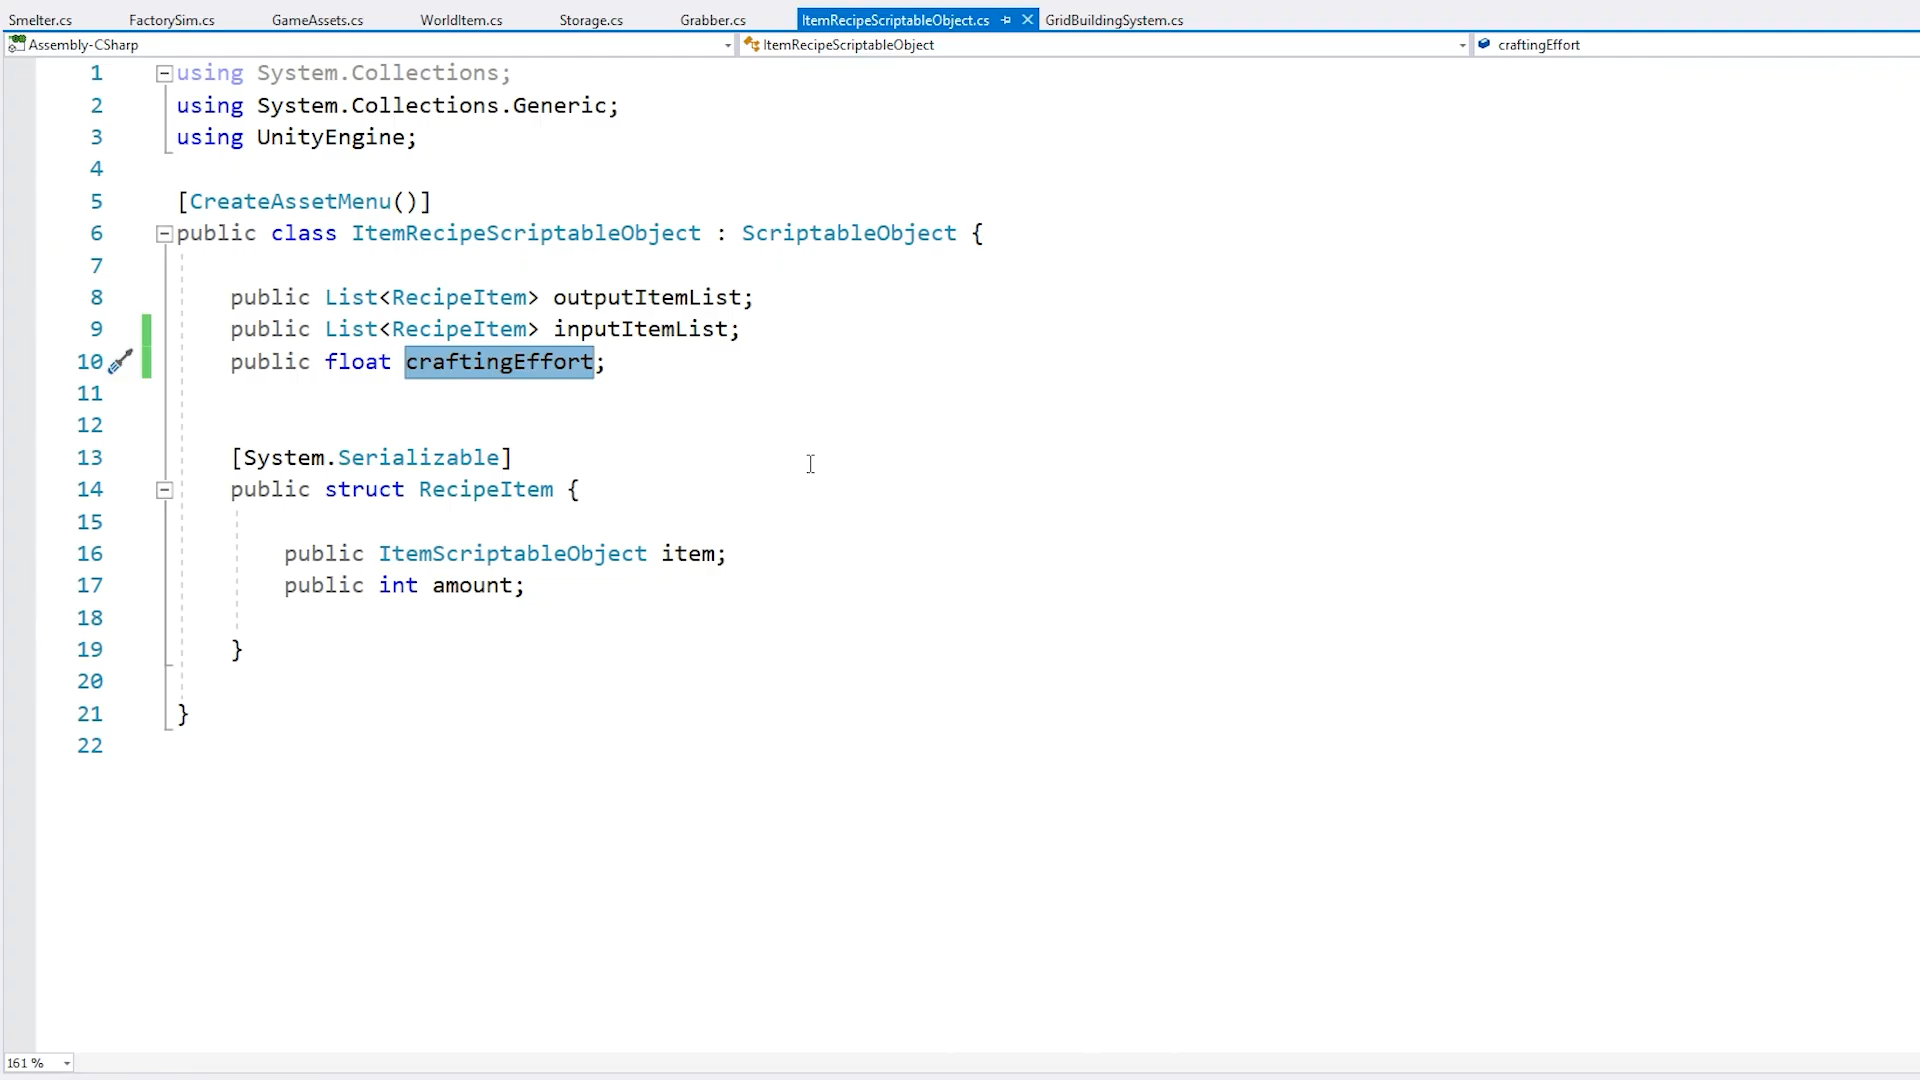 Smelter.cs FactorySim.cs GameAssets.cs WorldItem.cs Storage.cs Grabber.cs ItemRecipeScriptableObject.cs GridBuildingSystem.cs
Assembly-CSharp ItemRecipeScriptableObject craftingEffort
1 using System.Collections;
2 using System.Collections.Generic;
3 using UnityEngine;
4
5 [CreateAssetMenu()]
6 public class ItemRecipeScriptableObject : ScriptableObject {
7
8 public List<RecipeItem> outputItemList;
9 public List<RecipeItem> inputItemList;
10 public float craftingEffort;
11
12
13 [System.Serializable]
14 public struct RecipeItem {
15
16 public ItemScriptableObject item;
17 public int amount;
18
19 }
20
21 }
22
161 %